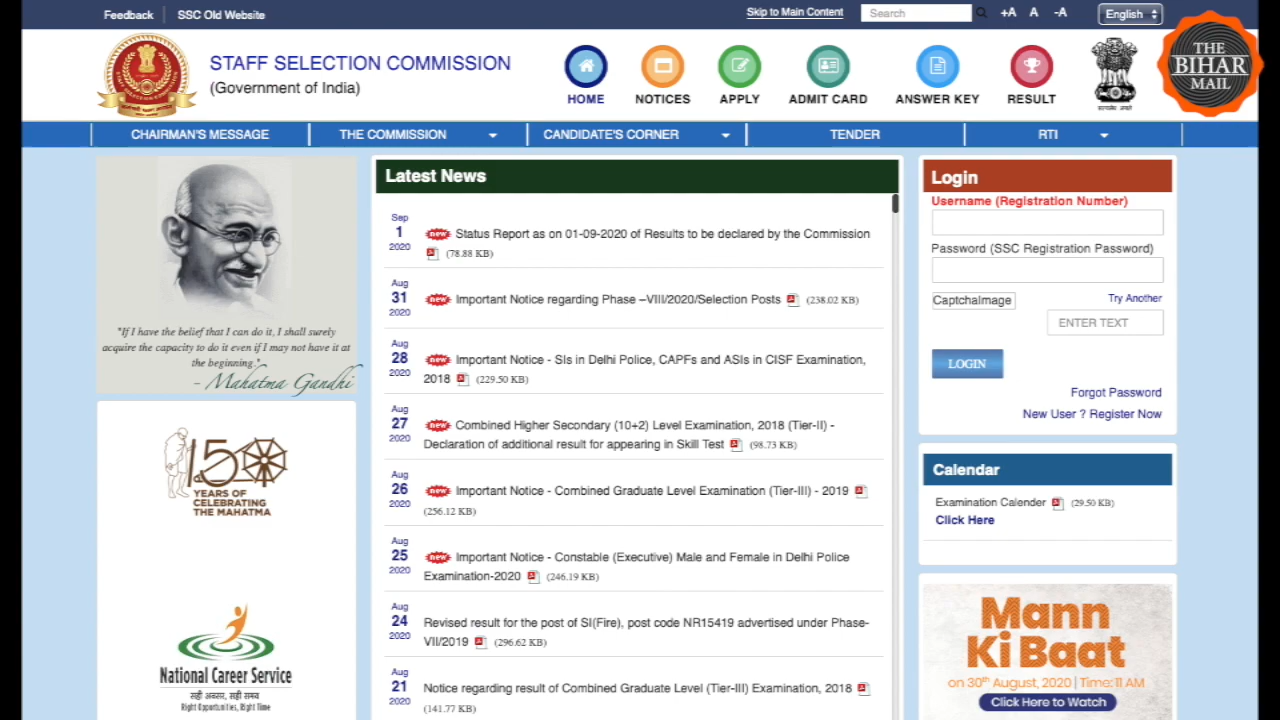 Feedback
SSC Old Website
Skip to Main Content
Search
+A A -A
English
STAFF SELECTION COMMISSION
(Government of India)
HOME
NOTICES
APPLY
ADMIT CARD
ANSWER KEY
RESULT
THE
BIHAR
MAIL
CHAIRMAN'S MESSAGE
THE COMMISSION
CANDIDATE'S CORNER
TENDER
RTI
"If I have the belief that I can do it, I shall surely
acquire the capacity to do it even if I may not have it at
the beginning."
- Mahatma Gandhi
150
YEARS OF
CELEBRATING
THE MAHATMA
National Career Service
सही अवसर, सही समय
Right Opportunities, Right Time
Latest News
Sep
1
2020
new Status Report as on 01-09-2020 of Results to be declared by the Commission
(78.88 KB)
Aug
31
2020
new Important Notice regarding Phase –VIII/2020/Selection Posts (238.02 KB)
Aug
28
2020
new Important Notice - SIs in Delhi Police, CAPFs and ASIs in CISF Examination,
2018 (229.50 KB)
Aug
27
2020
new Combined Higher Secondary (10+2) Level Examination, 2018 (Tier-II) -
Declaration of additional result for appearing in Skill Test (98.73 KB)
Aug
26
2020
new Important Notice - Combined Graduate Level Examination (Tier-III) - 2019
(256.12 KB)
Aug
25
2020
new Important Notice - Constable (Executive) Male and Female in Delhi Police
Examination-2020 (246.19 KB)
Aug
24
2020
Revised result for the post of SI(Fire), post code NR15419 advertised under Phase-
VII/2019 (296.62 KB)
Aug
21
2020
Notice regarding result of Combined Graduate Level (Tier-III) Examination, 2018
(141.77 KB)
Login
Username (Registration Number)
Password (SSC Registration Password)
CaptchaImage
Try Another
ENTER TEXT
LOGIN
Forgot Password
New User ? Register Now
Calendar
Examination Calender (29.50 KB)
Click Here
Mann
Ki Baat
on 30th August, 2020 | Time: 11 AM
Click Here to Watch